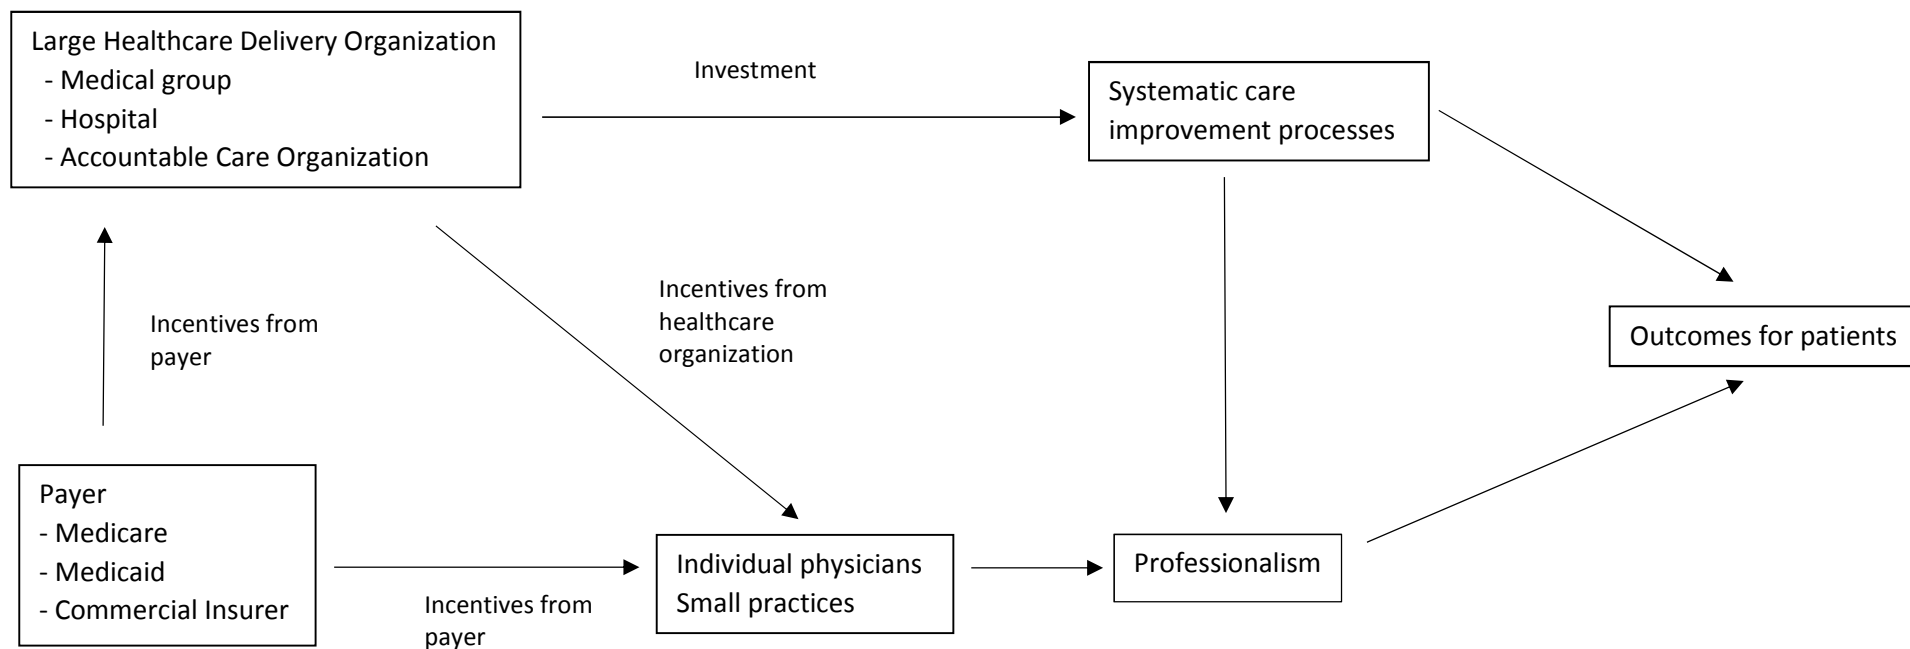 Large Healthcare Delivery Organization
- Medical group
- Hospital
- Accountable Care Organization
Investment
Systematic care
improvement processes
Incentives from
payer
Incentives from
healthcare
organization
Outcomes for patients
Payer
- Medicare
- Medicaid
- Commercial Insurer
Incentives from
payer
Individual physicians
Small practices
Professionalism